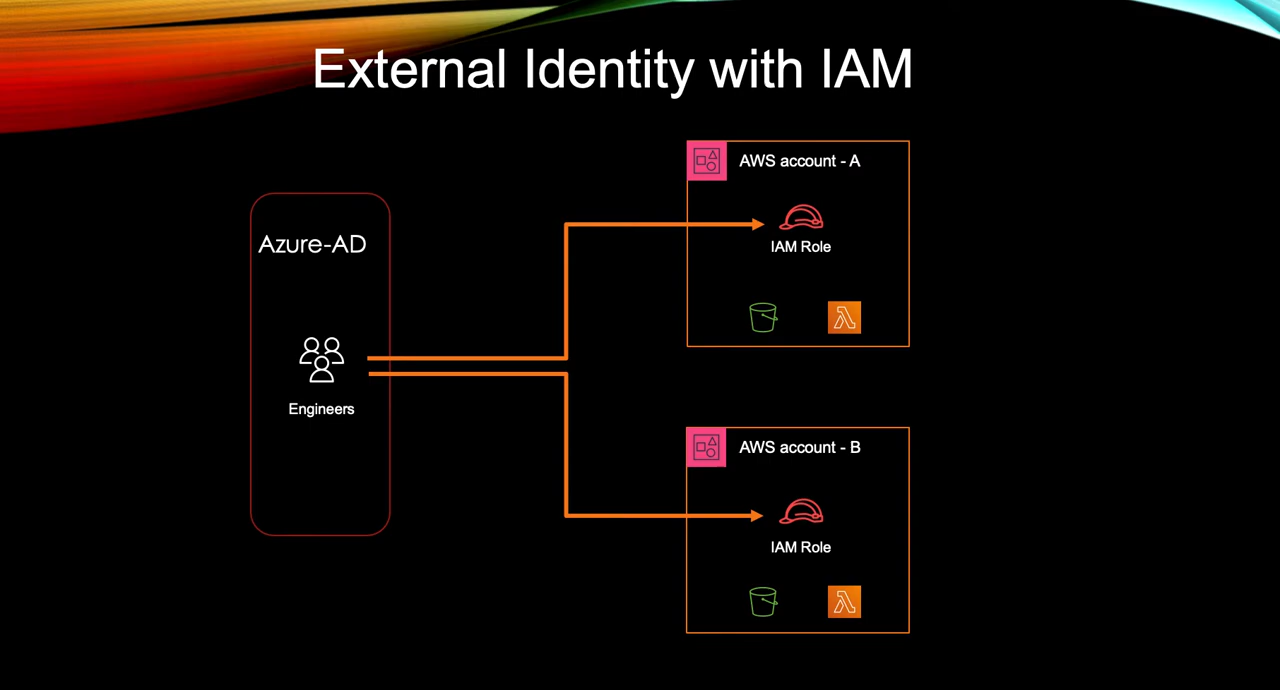 External Identity with IAM
Azure-AD
Engineers
AWS account - A
IAM Role
AWS account - B
IAM Role